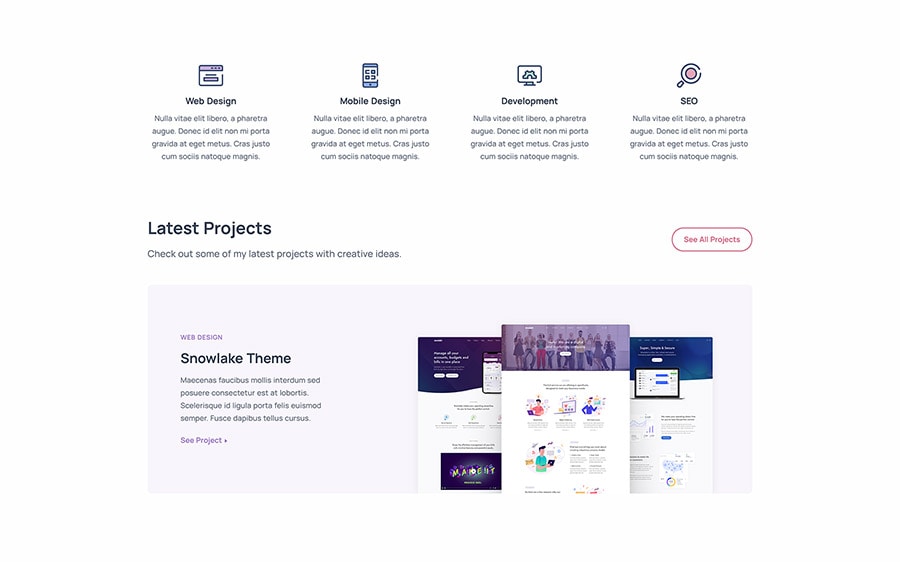 Web Design
Nulla vitae elit libero, a pharetra
augue. Donec id elit non mi porta
gravida at eget metus. Cras justo
cum sociis natoque magnis.
Mobile Design
Nulla vitae elit libero, a pharetra
augue. Donec id elit non mi porta
gravida at eget metus. Cras justo
cum sociis natoque magnis.
Development
Nulla vitae elit libero, a pharetra
augue. Donec id elit non mi porta
gravida at eget metus. Cras justo
cum sociis natoque magnis.
SEO
Nulla vitae elit libero, a pharetra
augue. Donec id elit non mi porta
gravida at eget metus. Cras justo
cum sociis natoque magnis.
Latest Projects
Check out some of my latest projects with creative ideas.
See All Projects
WEB DESIGN
Snowlake Theme
Maecenas faucibus mollis interdum sed
posuere consectetur est at lobortis.
Scelerisque id ligula porta felis euismod
semper. Fusce dapibus tellus cursus.
See Project
Manage all your
accounts, budgets and
bills in one place
MAKE IT
Super, Simple & Secure